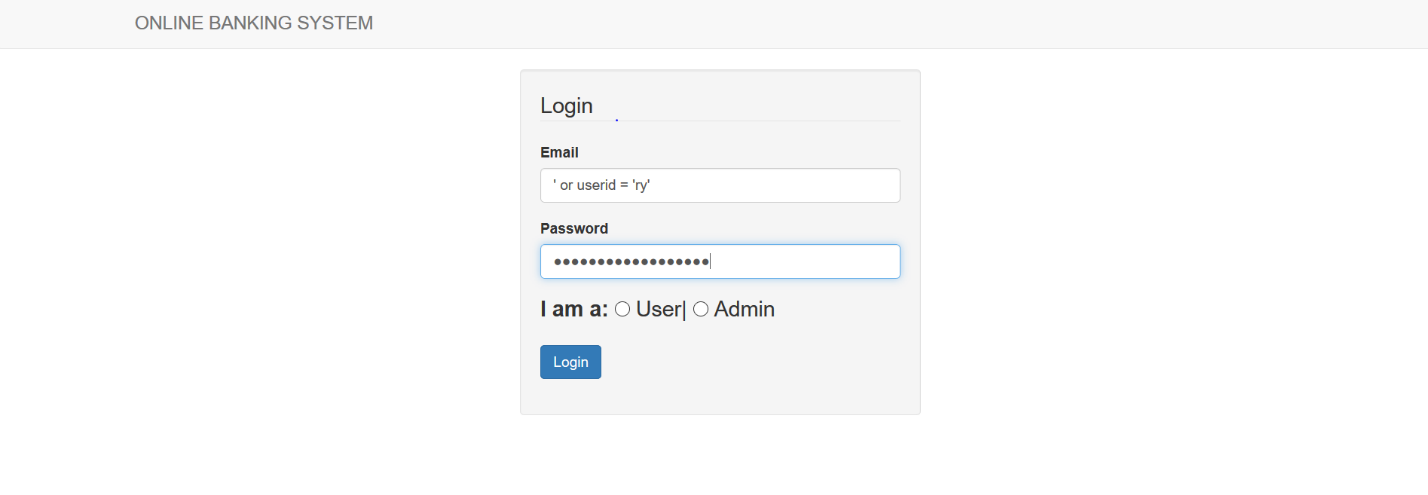 ONLINE BANKING SYSTEM
Login
Email
' or userid = 'ry'
Password
••••••••••••••••••
I am a: User| Admin
Login